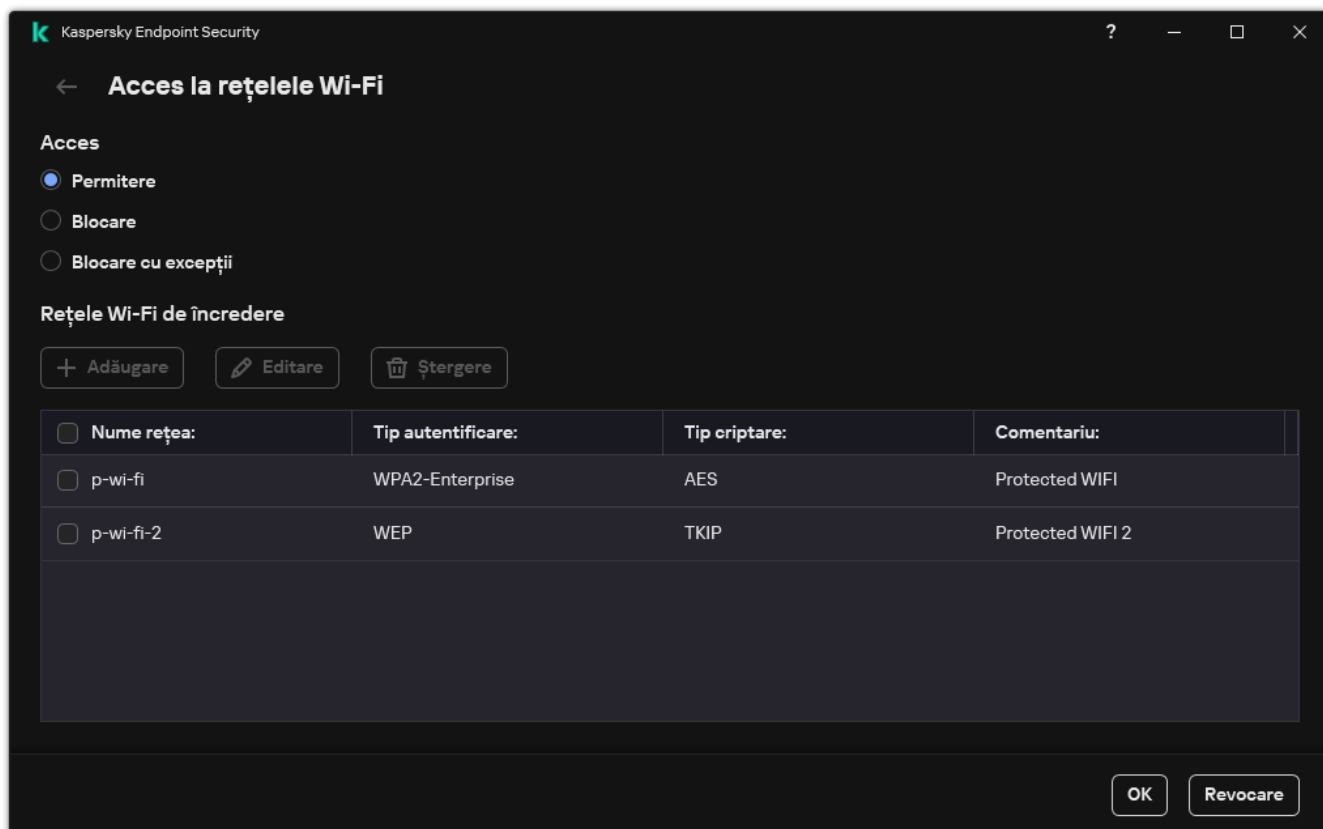 Kaspersky Endpoint Security
?
Acces la rețelele Wi-Fi
Acces
Permitere
Blocare
Blocare cu excepții
Rețele Wi-Fi de încredere
Adăugare Editare Ștergere
Nume rețea: Tip autentificare: Tip criptare: Comentariu:
p-wi-fi WPA2-Enterprise AES Protected WIFI
p-wi-fi-2 WEP TKIP Protected WIFI 2
OK Revocare